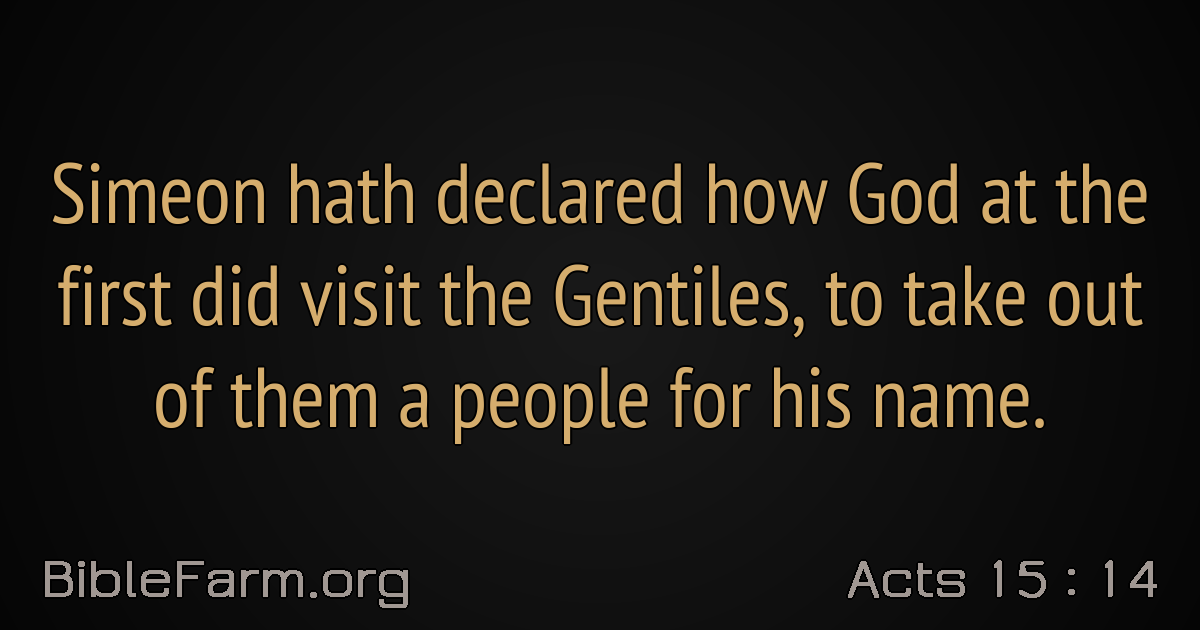 Simeon hath declared how God at the
first did visit the Gentiles, to take out
of them a people for his name.
BibleFarm.org
Acts 15 : 14